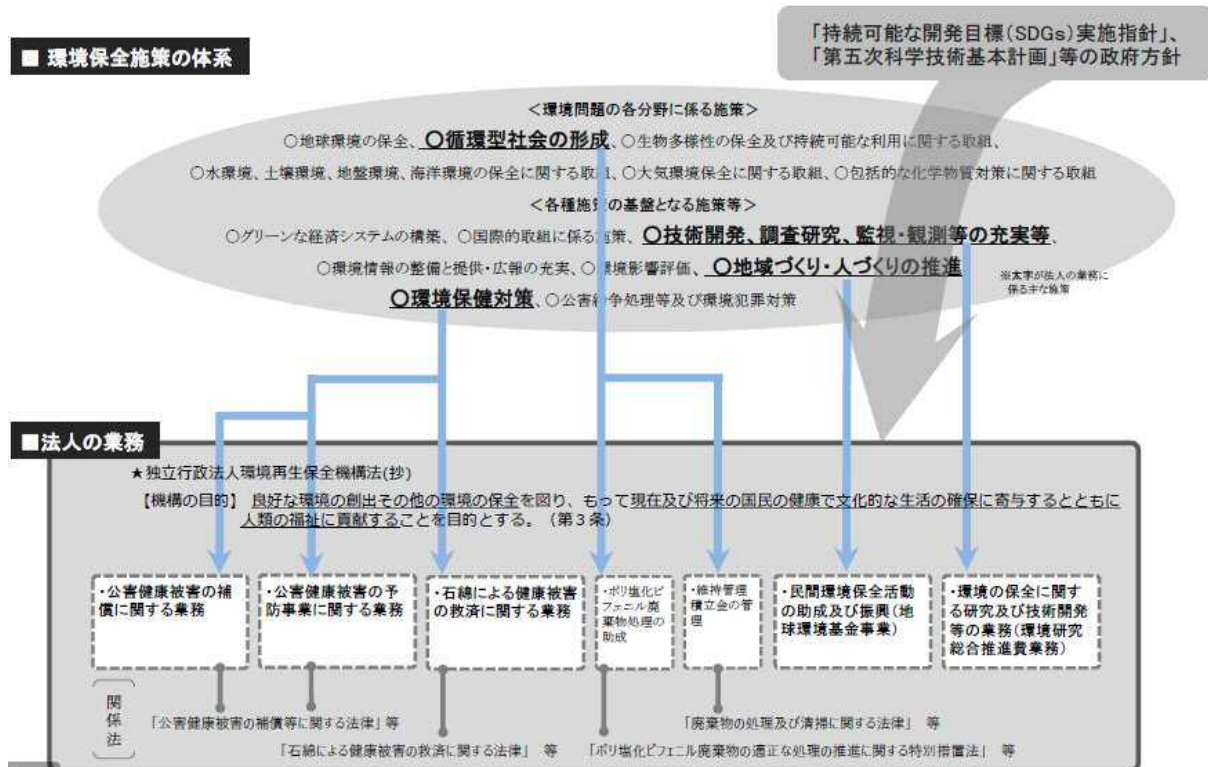 「持続可能な開発目標（SDGs）実施指針」、
「第五次科学技術基本計画」等の政府方針
■ 環境保全施策の体系
＜環境問題の各分野に係る施策＞
○地球環境の保全、○循環型社会の形成、○生物多様性の保全及び持続可能な利用に関する取組、
○水環境、土壌環境、地盤環境、海洋環境の保全に関する取組、○大気環境保全に関する取組、○包括的な化学物質対策に関する取組
＜各種施策の基盤となる施策等＞
○グリーンな経済システムの構築、○国際的取組に係る施策、○技術開発、調査研究、監視・観測等の充実等、
○環境情報の整備と提供・広報の充実、○環境影響評価、○地域づくり・人づくりの推進
※太字が法人の業務に
係る主な施策
○環境保健対策、○公害紛争処理等及び環境犯罪対策
■法人の業務
★独立行政法人環境再生保全機構法(抄)
【機構の目的】 良好な環境の創出その他の環境の保全を図り、もって現在及び将来の国民の健康で文化的な生活の確保に寄与するとともに
人類の福祉に貢献することを目的とする。（第３条）
・公害健康被害の補
償に関する業務
・公害健康被害の予
防事業に関する業務
・石綿による健康被害
の救済に関する業務
・ポリ塩化ビ
フェニル廃
棄物処理の
助成
・維持管理
積立金の管
理
・民間環境保全活動
の助成及び振興（地
球環境基金事業）
・環境の保全に関す
る研究及び技術開発
等の業務（環境研究
総合推進費業務）
関
係
法
「公害健康被害の補償等に関する法律」等
「廃棄物の処理及び清掃に関する法律」 等
「石綿による健康被害の救済に関する法律」 等
「ポリ塩化ビフェニル廃棄物の適正な処理の推進に関する特別措置法」 等